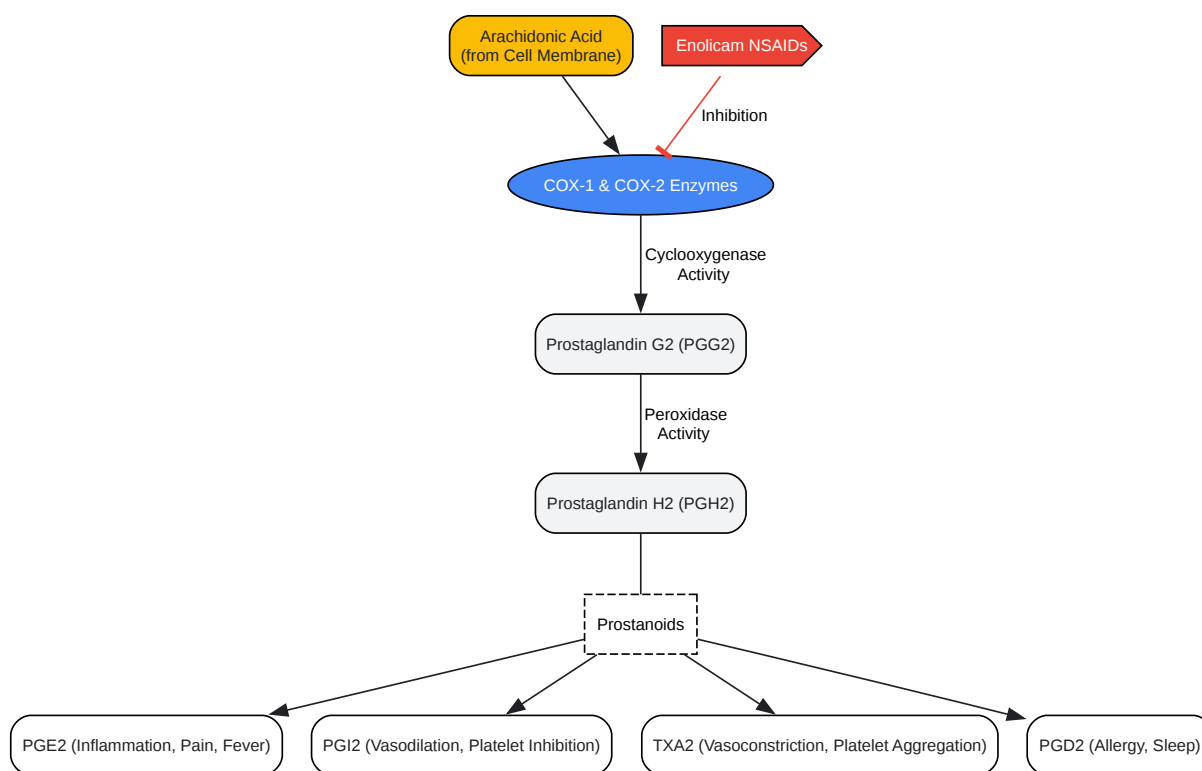 Arachidonic Acid
(from Cell Membrane)
Enolicam NSAIDs
Inhibition
COX-1 & COX-2 Enzymes
Cyclooxygenase
Activity
Prostaglandin G2 (PGG2)
Peroxidase
Activity
Prostaglandin H2 (PGH2)
Prostanoids
PGE2 (Inflammation, Pain, Fever)
PGI2 (Vasodilation, Platelet Inhibition)
TXA2 (Vasoconstriction, Platelet Aggregation)
PGD2 (Allergy, Sleep)